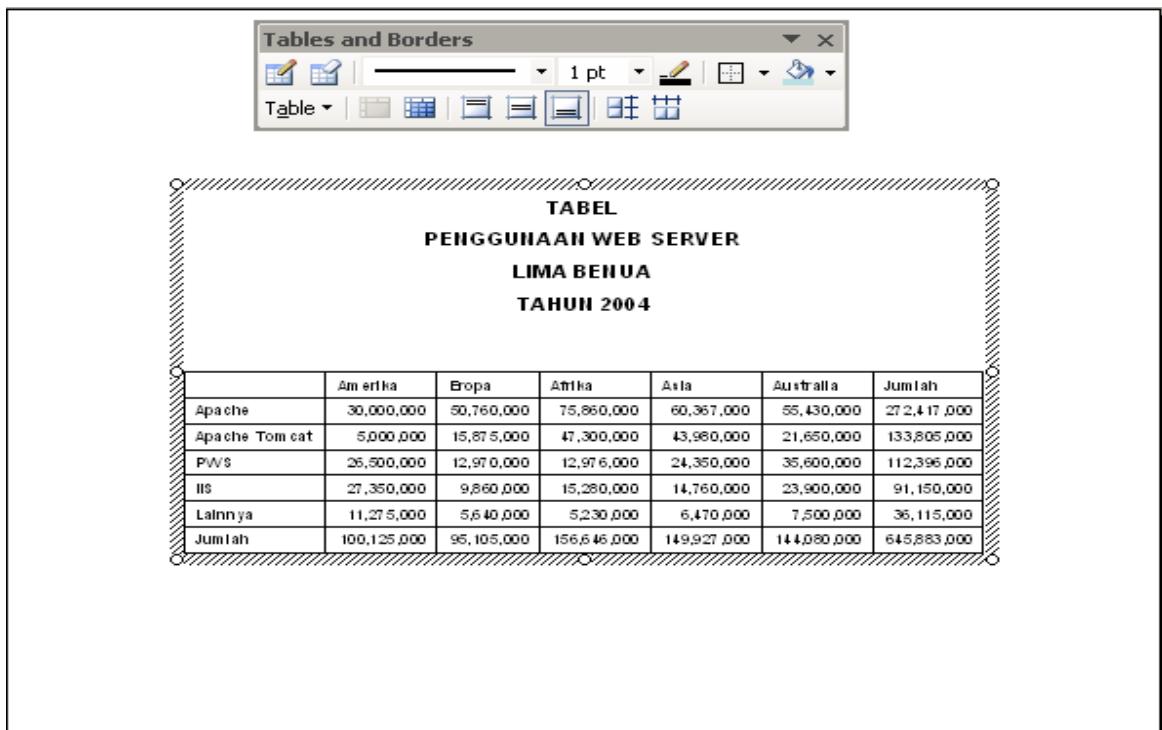 Tables and Borders
1 pt
Table
TABEL
PENGGUNAAN WEB SERVER
LIMA BENUA
TAHUN 2004
Amerika Eropa Afrika Asia Australia Jumlah
Apache 30,000,000 50,760,000 75,860,000 60,367,000 55,430,000 272,417,000
Apache Tomcat 5,000,000 15,875,000 47,300,000 43,980,000 21,650,000 133,805,000
PWS 26,500,000 12,970,000 12,976,000 24,350,000 35,600,000 112,396,000
IIS 27,350,000 9,860,000 15,280,000 14,760,000 23,900,000 91,150,000
Lainnya 11,275,000 5,640,000 5,230,000 6,470,000 7,500,000 36,115,000
Jumlah 100,125,000 95,105,000 156,646,000 149,927,000 144,080,000 645,883,000